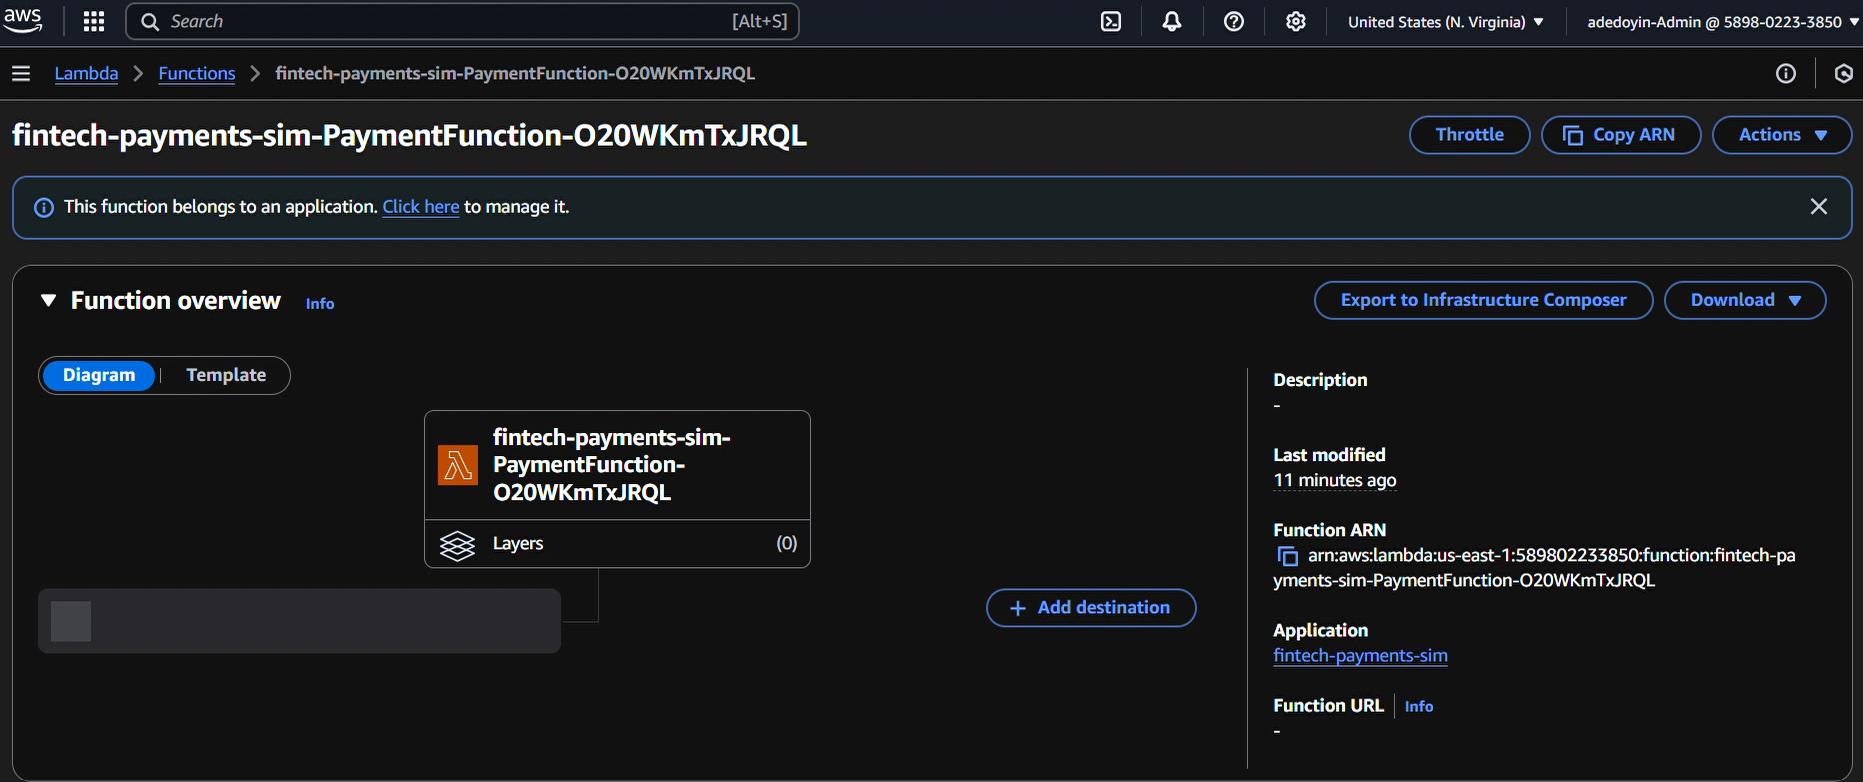 aws
Search [Alt+S]
United States (N. Virginia)
adedoyin-Admin @ 5898-0223-3850
Lambda
Functions
fintech-payments-sim-PaymentFunction-O20WKmTxJRQL
fintech-payments-sim-PaymentFunction-O20WKmTxJRQL
Throttle
Copy ARN
Actions
This function belongs to an application. Click here to manage it.
Function overview Info
Export to Infrastructure Composer
Download
Diagram
Template
fintech-payments-sim-
PaymentFunction-
O20WKmTxJRQL
Layers (0)
Add destination
Description
-
Last modified
11 minutes ago
Function ARN
arn:aws:lambda:us-east-1:589802233850:function:fintech-pa
yments-sim-PaymentFunction-O20WKmTxJRQL
Application
fintech-payments-sim
Function URL Info
-